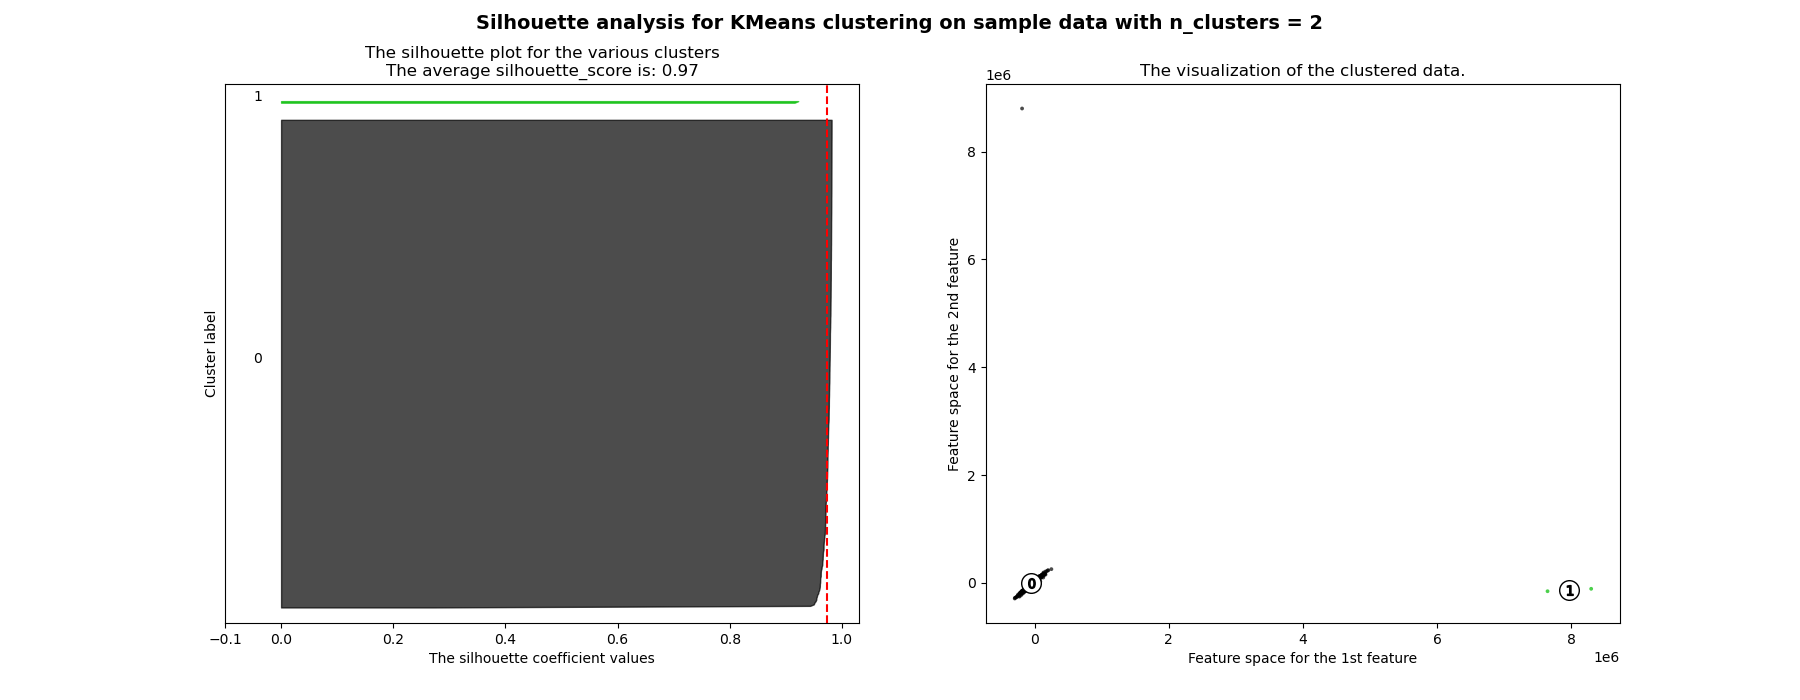 Silhouette analysis for KMeans clustering on sample data with n_clusters = 2
The silhouette plot for the various clusters
The average silhouette_score is: 0.97
1
0
Cluster label
−0.1 0.0 0.2 0.4 0.6 0.8 1.0
The silhouette coefficient values
The visualization of the clustered data.
1e6
8
6
4
2
0
Feature space for the 2nd feature
0
1
0 2 4 6 8
1e6
Feature space for the 1st feature